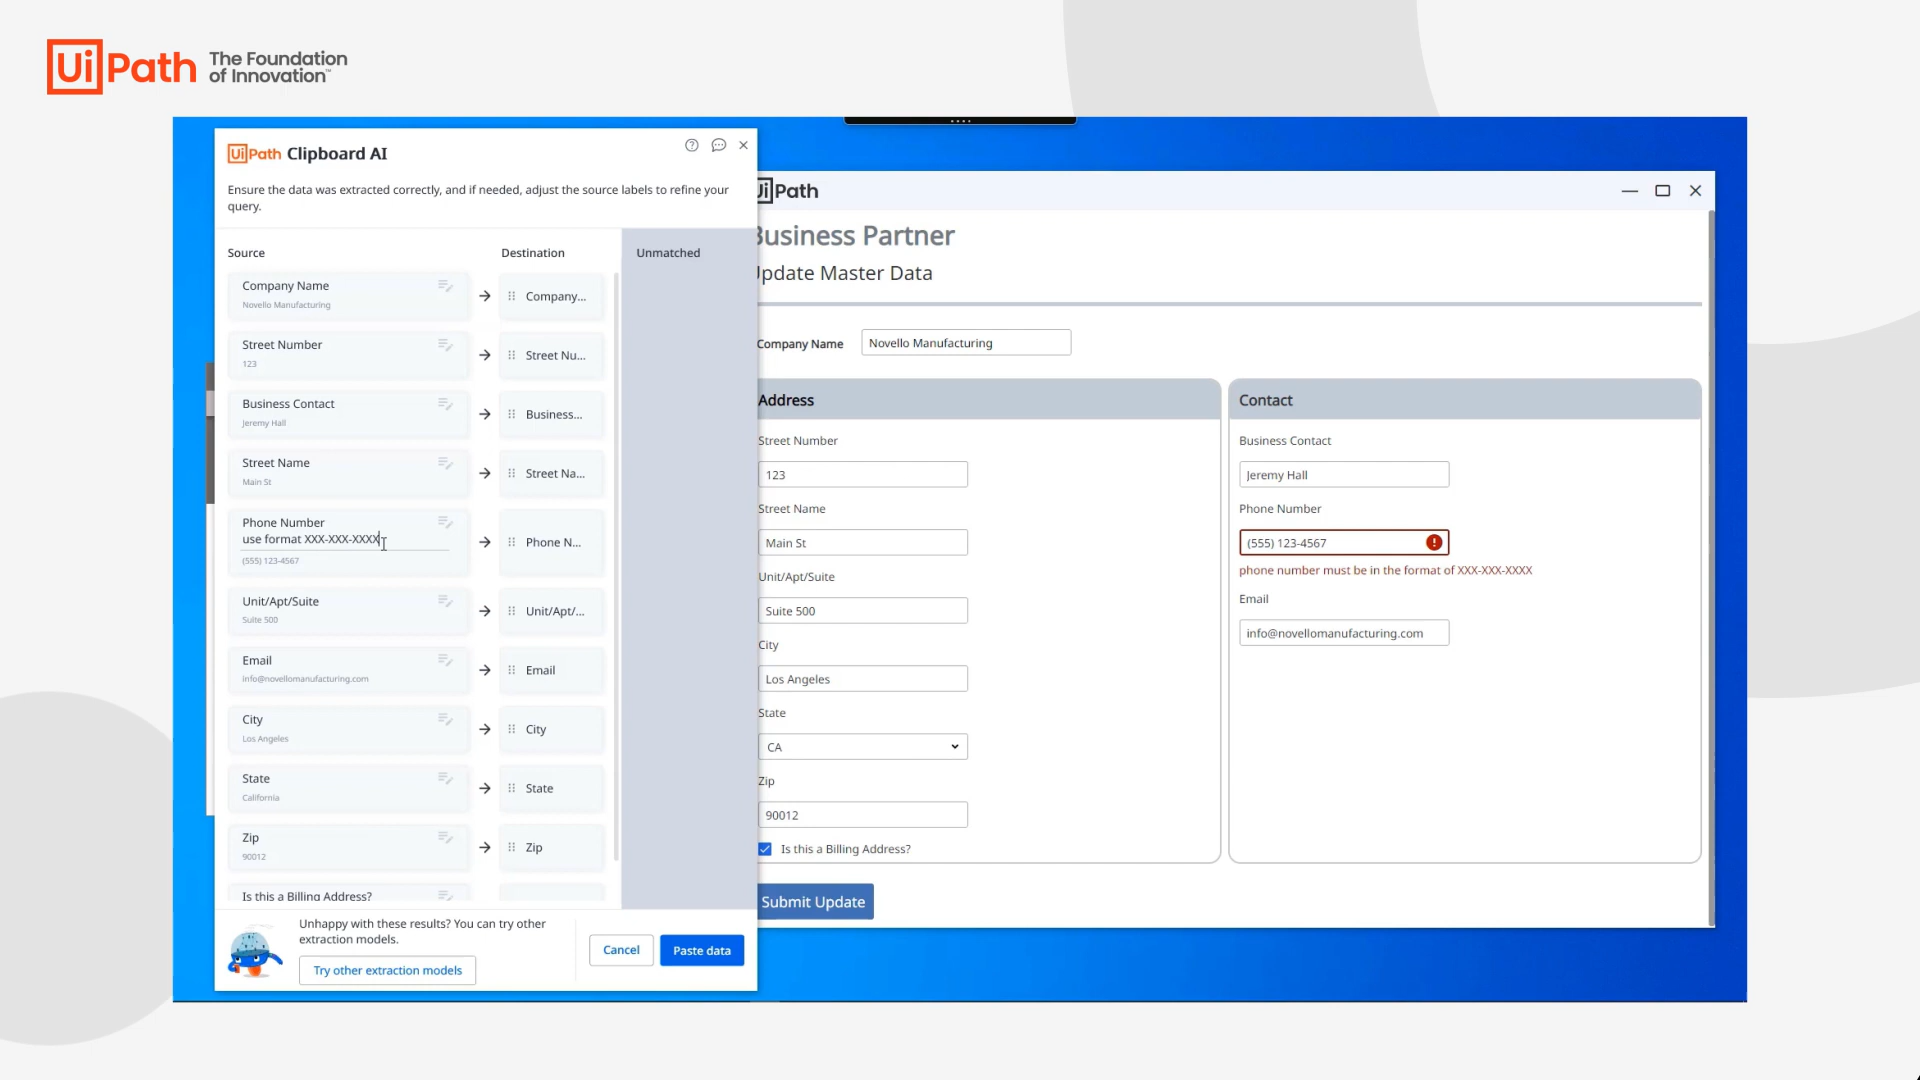 UiPath The Foundation
of Innovation™
UiPath Clipboard AI
Ensure the data was extracted correctly, and if needed, adjust the source labels to refine your
query.
Source
Destination
Unmatched
Company Name
Novello Manufacturing
Company...
Street Number
123
Street Nu...
Business Contact
Jeremy Hall
Business...
Street Name
Main St
Street Na...
Phone Number
use format XXX-XXX-XXXX
(555) 123-4567
Phone N...
Unit/Apt/Suite
Suite 500
Unit/Apt/...
Email
info@novellomanufacturing.com
Email
City
Los Angeles
City
State
California
State
Zip
90012
Zip
Is this a Billing Address?
Unhappy with these results? You can try other
extraction models.
Try other extraction models
Cancel
Paste data
UiPath
Business Partner
Update Master Data
Company Name
Novello Manufacturing
Address
Street Number
123
Street Name
Main St
Unit/Apt/Suite
Suite 500
City
Los Angeles
State
CA
Zip
90012
Is this a Billing Address?
Submit Update
Contact
Business Contact
Jeremy Hall
Phone Number
(555) 123-4567
phone number must be in the format of XXX-XXX-XXXX
Email
info@novellomanufacturing.com